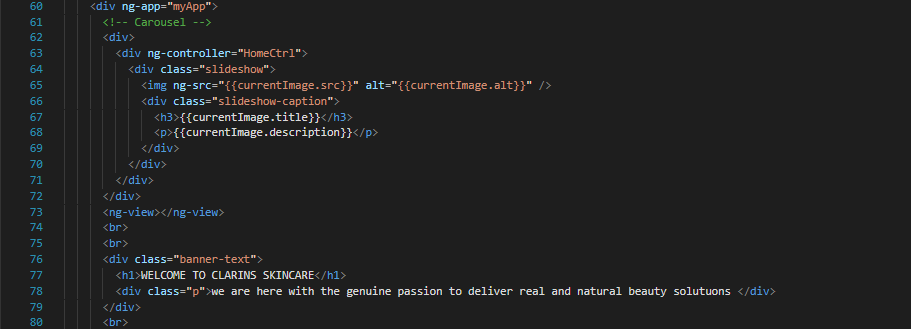 60 <div ng-app="myApp">
61 <!-- Carousel -->
62 <div>
63 <div ng-controller="HomeCtrl">
64 <div class="slideshow">
65 <img ng-src="{{currentImage.src}}" alt="{{currentImage.alt}}" />
66 <div class="slideshow-caption">
67 <h3>{{currentImage.title}}</h3>
68 <p>{{currentImage.description}}</p>
69 </div>
70 </div>
71 </div>
72 </div>
73 <ng-view></ng-view>
74 <br>
75 <br>
76 <div class="banner-text">
77 <h1>WELCOME TO CLARINS SKINCARE</h1>
78 <div class="p">we are here with the genuine passion to deliver real and natural beauty solutuons </div>
79 </div>
80 <br>